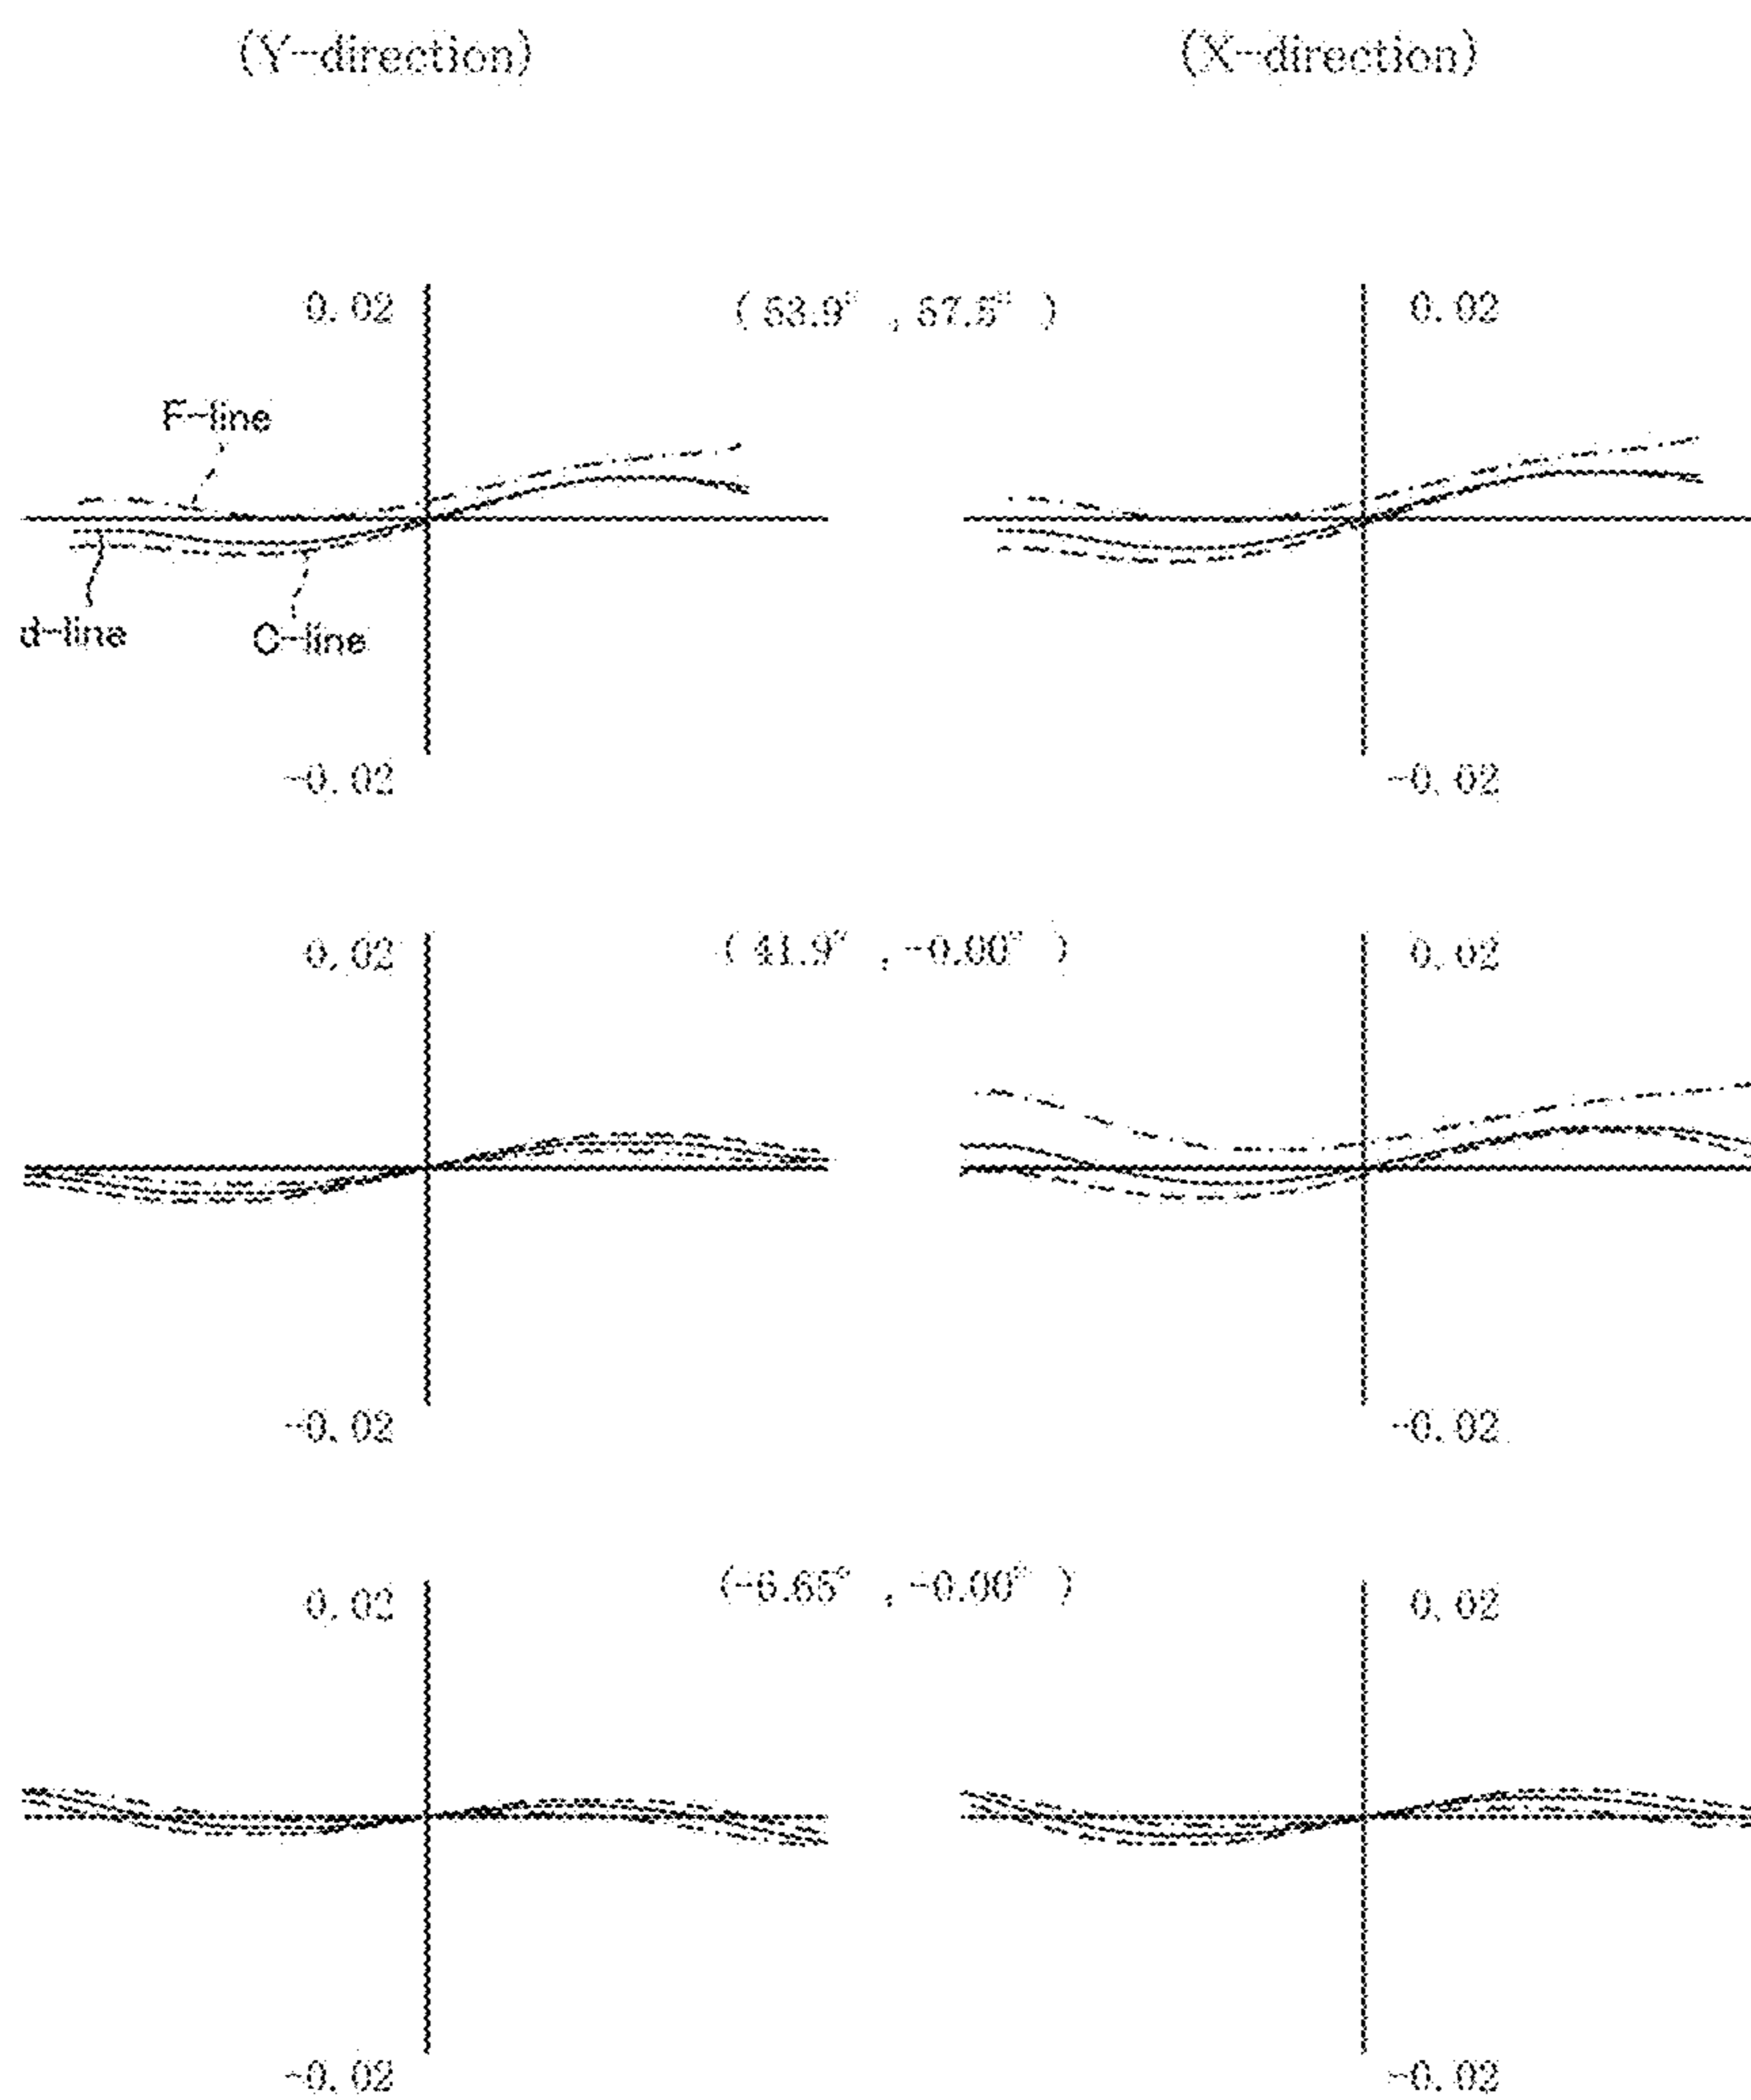 (Y-direction) (X-direction)
0.02 (53.9° , 57.5° ) 0.02
F-line
d-line C-line
-0.02 -0.02
0.02 ( 41.9° , -0.00° ) 0.02
-0.02 -0.02
0.02 (-6.65° , -0.00° ) 0.02
-0.02 -0.02